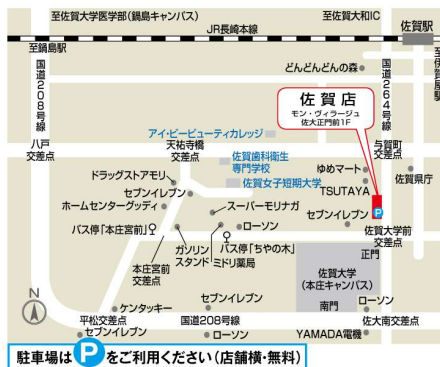 至佐賀大学医学部(鍋島キャンパス)
至佐賀大和IC
JR長崎本線
佐賀駅
至鍋島駅
至伊賀屋駅
国道208号線
どんどんどんの森
国道264号線
佐賀店
モン・ヴィラージュ
佐大正門前1F
アイ・ビービューティカレッジ
八戸
交差点
天祐寺橋
交差点
与賀町
交差点
佐賀歯科衛生
専門学校
ゆめマート
佐賀県庁
ドラッグストアモリ
佐賀女子短期大学
TSUTAYA
セブンイレブン
P
ホームセンターグッディ
スーパーモリナガ
セブンイレブン
バス停「本庄宮前」
ローソン
佐賀大学前
交差点
ガソリン
スタンド
バス停「ちやの木」
ミドリ薬局
正門
本庄宮前
交差点
佐賀大学
(本庄キャンパス)
N
南門
ローソン
ケンタッキー
セブンイレブン
平松交差点
国道208号線
佐大南交差点
セブンイレブン
ローソン
YAMADA電機
駐車場はPをご利用ください(店舗横・無料)